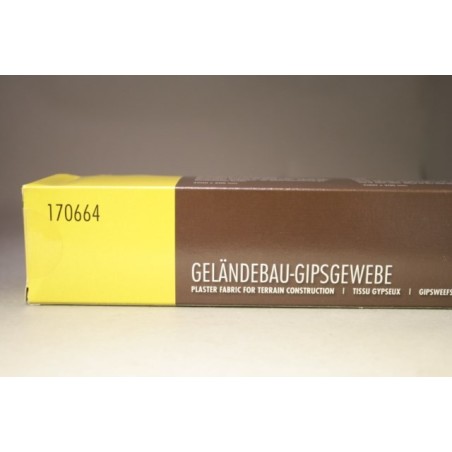 170664
GELÄNDEBAU-GIPSGEWEBE
PLASTER FABRIC FOR TERRAIN CONSTRUCTION | TISSU GYPSEUX | GIPSWEEFS